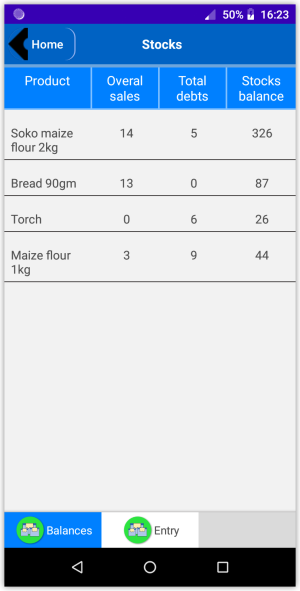 50% 16:23
Home Stocks
Product Overal sales Total debts Stocks balance
Soko maize flour 2kg 14 5 326
Bread 90gm 13 0 87
Torch 0 6 26
Maize flour 1kg 3 9 44
Balances Entry